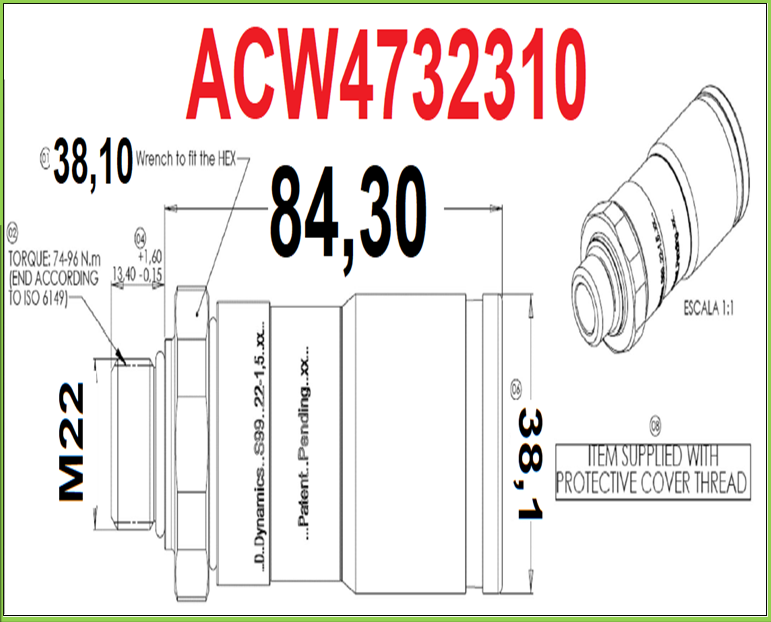 ACW4732310
01
38,10
Wrench to fit the HEX
84,30
02
TORQUE: 74-96 N.m
(END ACCORDING
TO ISO 6149)
04
+1,60
13,40 -0,15
ESCALA 1:1
M22
...D..Dynamics..S99..22-1,5..xx...
...Patent..Pending..xx...
06
38,1
08
ITEM SUPPLIED WITH
PROTECTIVE COVER THREAD